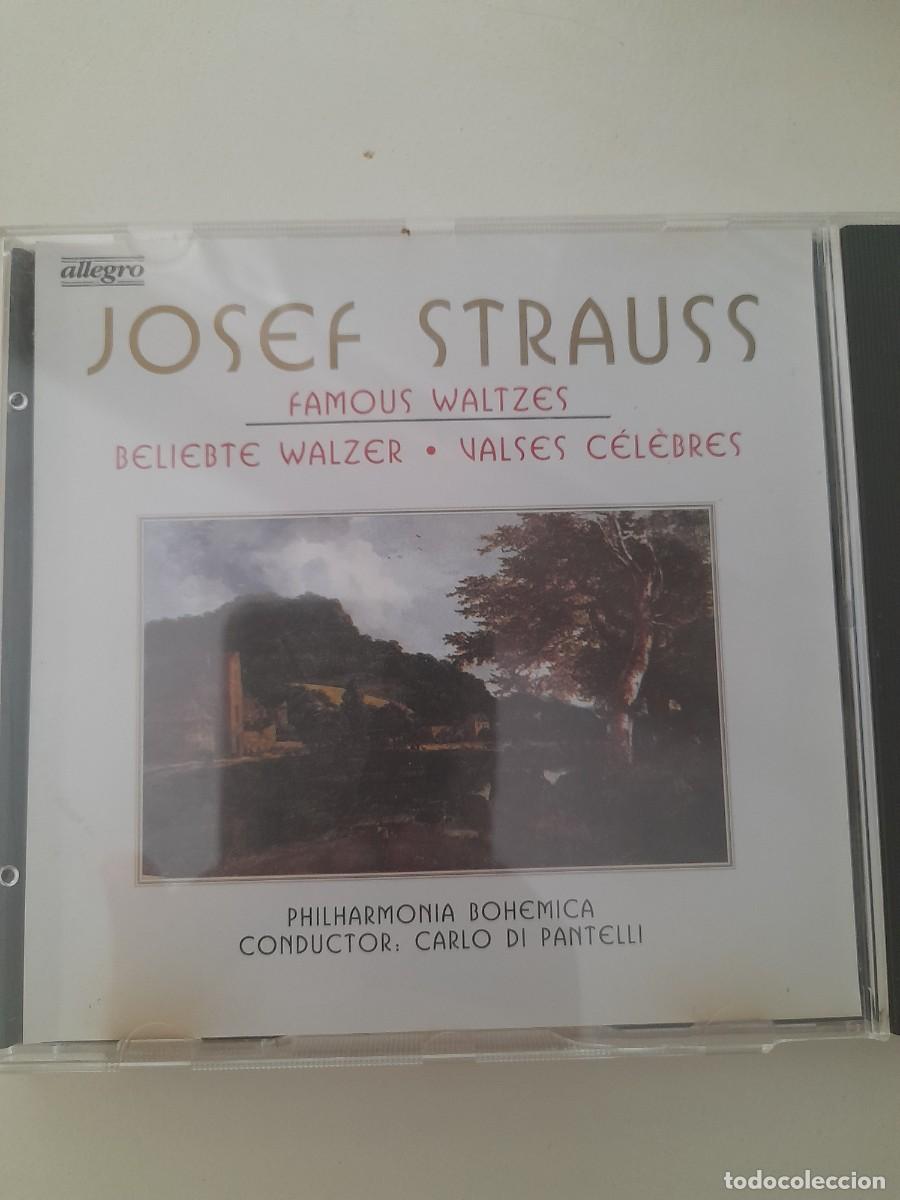 allegro
JOSEF STRAUSS
FAMOUS WALTZES
BELIEBTE WALZER • VALSES CÉLÈBRES
PHILHARMONIA BOHEMICA
CONDUCTOR: CARLO DI PANTELLI
todocoleccion